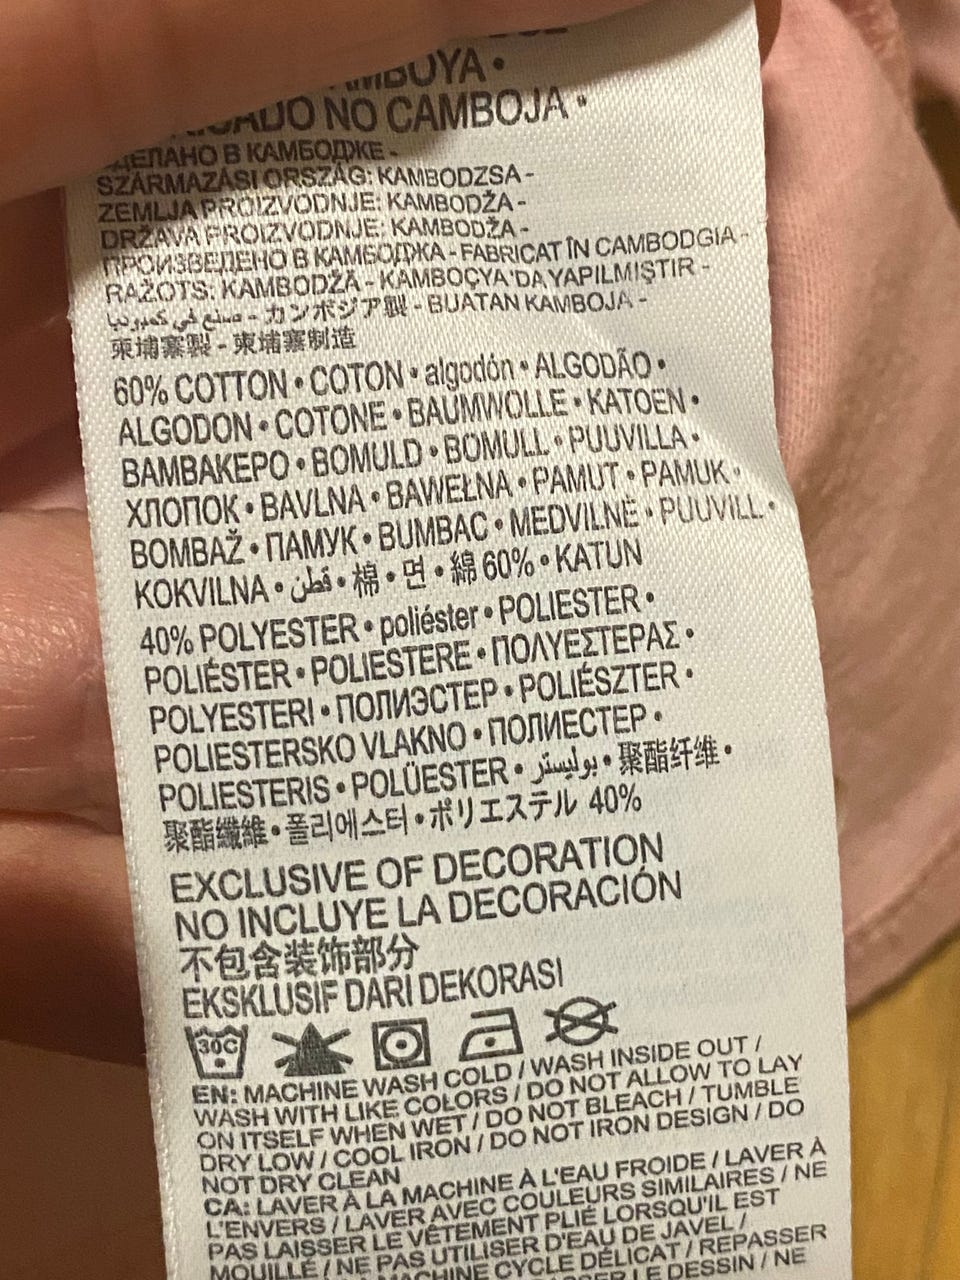 NO CAMBOJA •
СДЕЛАНО В КАМБОДЖЕ -
SZÁRMAZÁSI ORSZÁG: KAMBODZSA -
ZEMLJA PROIZVODNJE: KAMBODŽA -
DRŽAVA PROIZVODNJE: KAMBODŽA -
ПРОИЗВЕДЕНО В КАМБОДЖА - FABRICAT ÎN CAMBODGIA -
RAŽOTS: KAMBODŽĀ - KAMBOÇYA'DA YAPILMIŞTIR -
صنع في كمبوديا - カンボジア製 - BUATAN KAMBOJA -
柬埔寨製 - 柬埔寨制造
60% COTTON • COTON • algodón • ALGODÃO •
ALGODON • COTONE • BAUMWOLLE • KATOEN •
ΒΑΜΒΑΚΕΡΟ • BOMULD • BOMULL • PUUVILLA •
ХЛОПОК • BAVLNA • BAWEŁNA • PAMUT • PAMUK •
BOMBAŽ • ПАМУК • BUMBAC • MEDVILNĖ • PUUVILL •
KOKVILNA • قطن • 棉 • 면 • 綿 60% • KATUN
40% POLYESTER • poliéster • POLIESTER •
POLIÉSTER • POLIESTERE • ΠΟΛΥΕΣΤΕΡΑΣ •
POLYESTERI • ПОЛИЭСТЕР • POLIÉSZTER •
POLIESTERSKO VLAKNO • ПОЛИЕСТЕР •
POLIESTERIS • POLÜESTER • بوليستر • 聚酯纤维 •
聚酯纖維 • 폴리에스터 • ポリエステル 40%
EXCLUSIVE OF DECORATION
NO INCLUYE LA DECORACIÓN
不包含装饰部分
EKSKLUSIF DARI DEKORASI
30C
EN: MACHINE WASH COLD / WASH INSIDE OUT /
WASH WITH LIKE COLORS / DO NOT ALLOW TO LAY
ON ITSELF WHEN WET / DO NOT BLEACH / TUMBLE
DRY LOW / COOL IRON / DO NOT IRON DESIGN / DO
NOT DRY CLEAN
CA: LAVER À LA MACHINE À L'EAU FROIDE / LAVER À
L'ENVERS / LAVER AVEC COULEURS SIMILAIRES / NE
PAS LAISSER LE VÊTEMENT PLIÉ LORSQU'IL EST
MOUILLÉ / NE PAS UTILISER D'EAU DE JAVEL /
MACHINE CYCLE DÉLICAT / REPASSER
LE DESSIN / NE